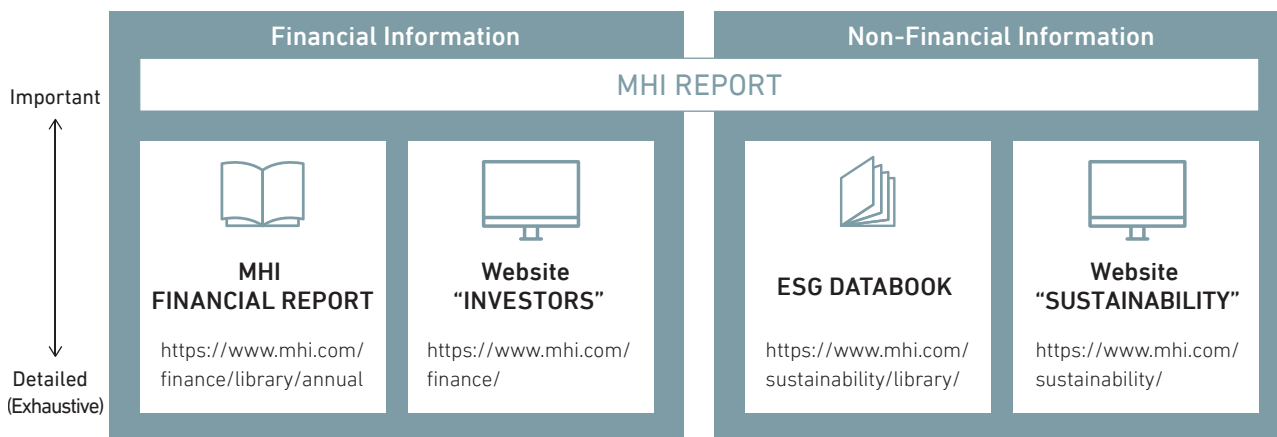 Financial Information
Non-Financial Information
MHI REPORT
Important
Detailed
(Exhaustive)
MHI
FINANCIAL REPORT
https://www.mhi.com/
finance/library/annual
Website
“INVESTORS”
https://www.mhi.com/
finance/
ESG DATABOOK
https://www.mhi.com/
sustainability/library/
Website
“SUSTAINABILITY”
https://www.mhi.com/
sustainability/